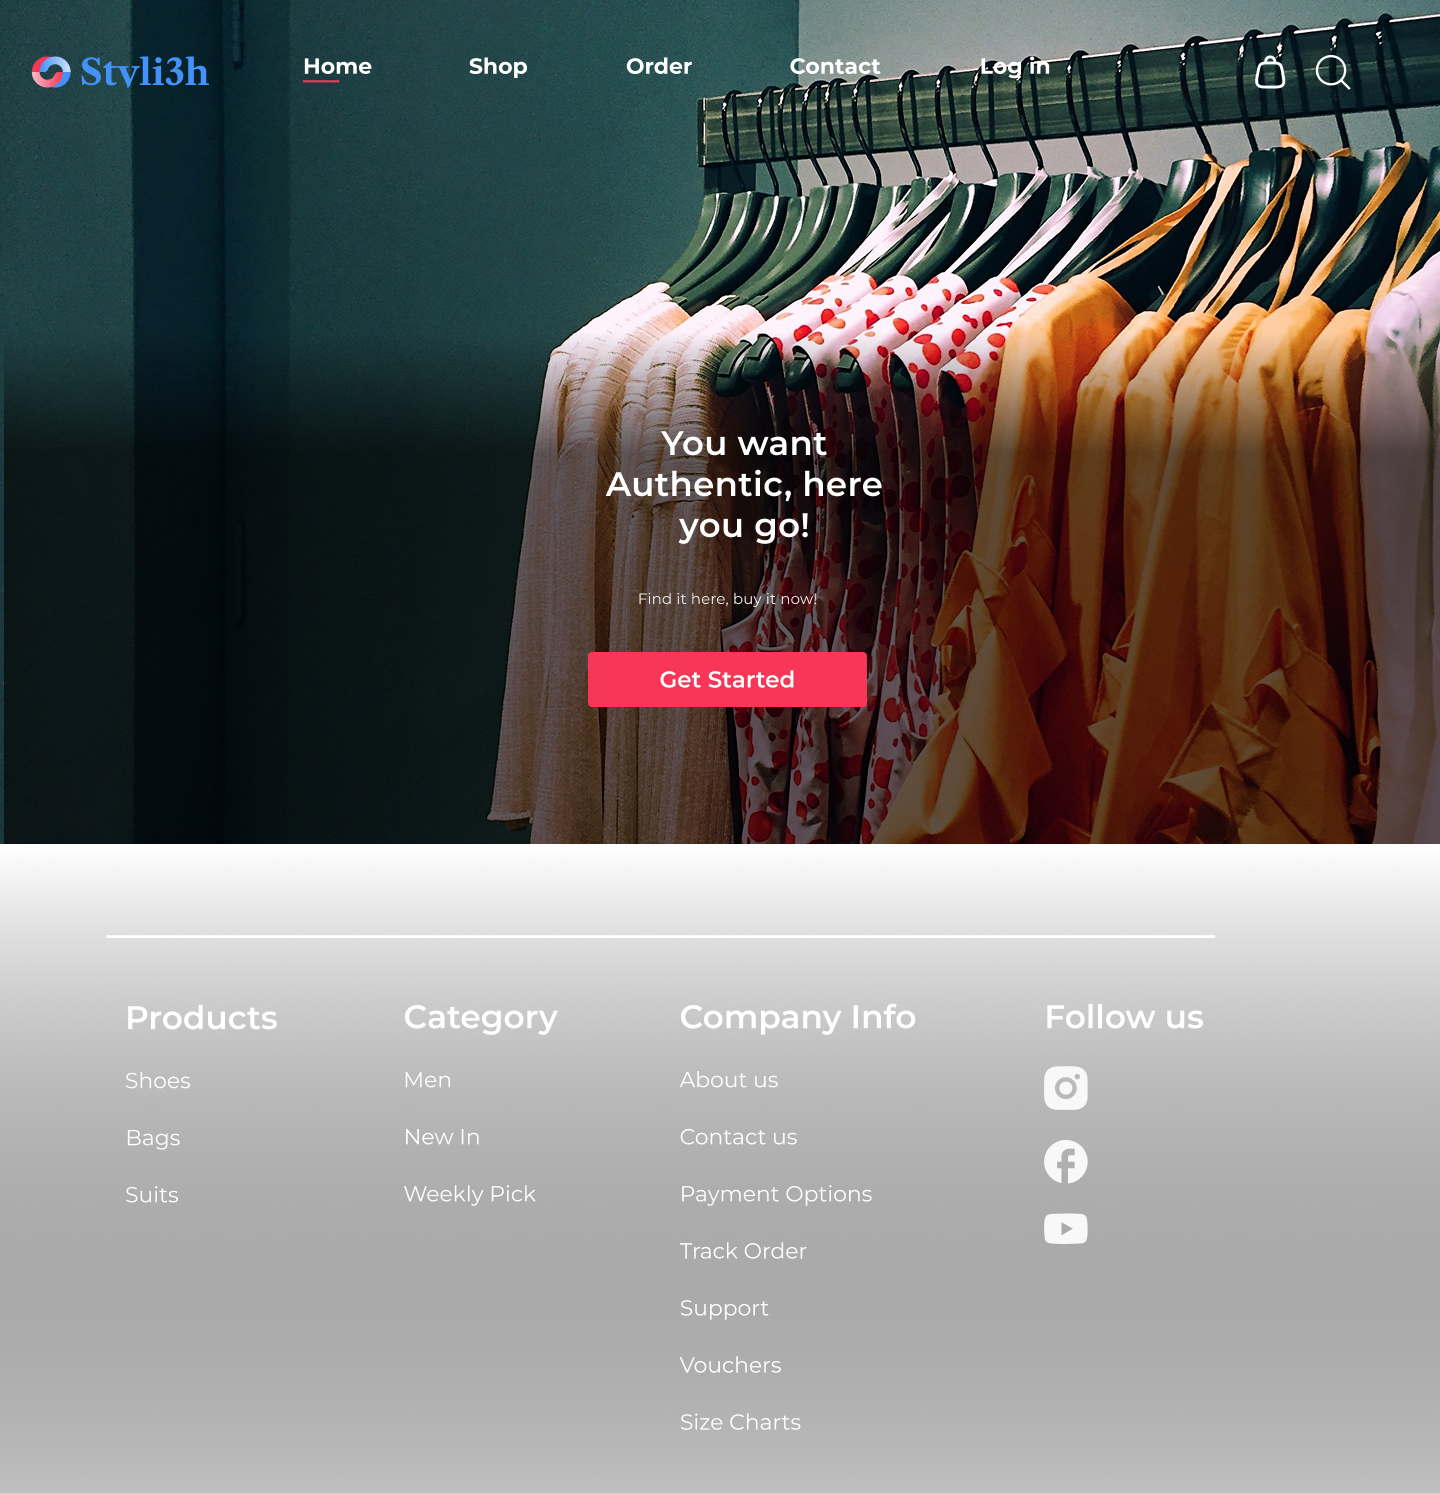 Styli3h
Home
Shop
Order
Contact
Log in
You want
Authentic, here
you go!
Find it here, buy it now!
Get Started
Products
Shoes
Bags
Suits
Category
Men
New In
Weekly Pick
Company Info
About us
Contact us
Payment Options
Track Order
Support
Vouchers
Size Charts
Follow us